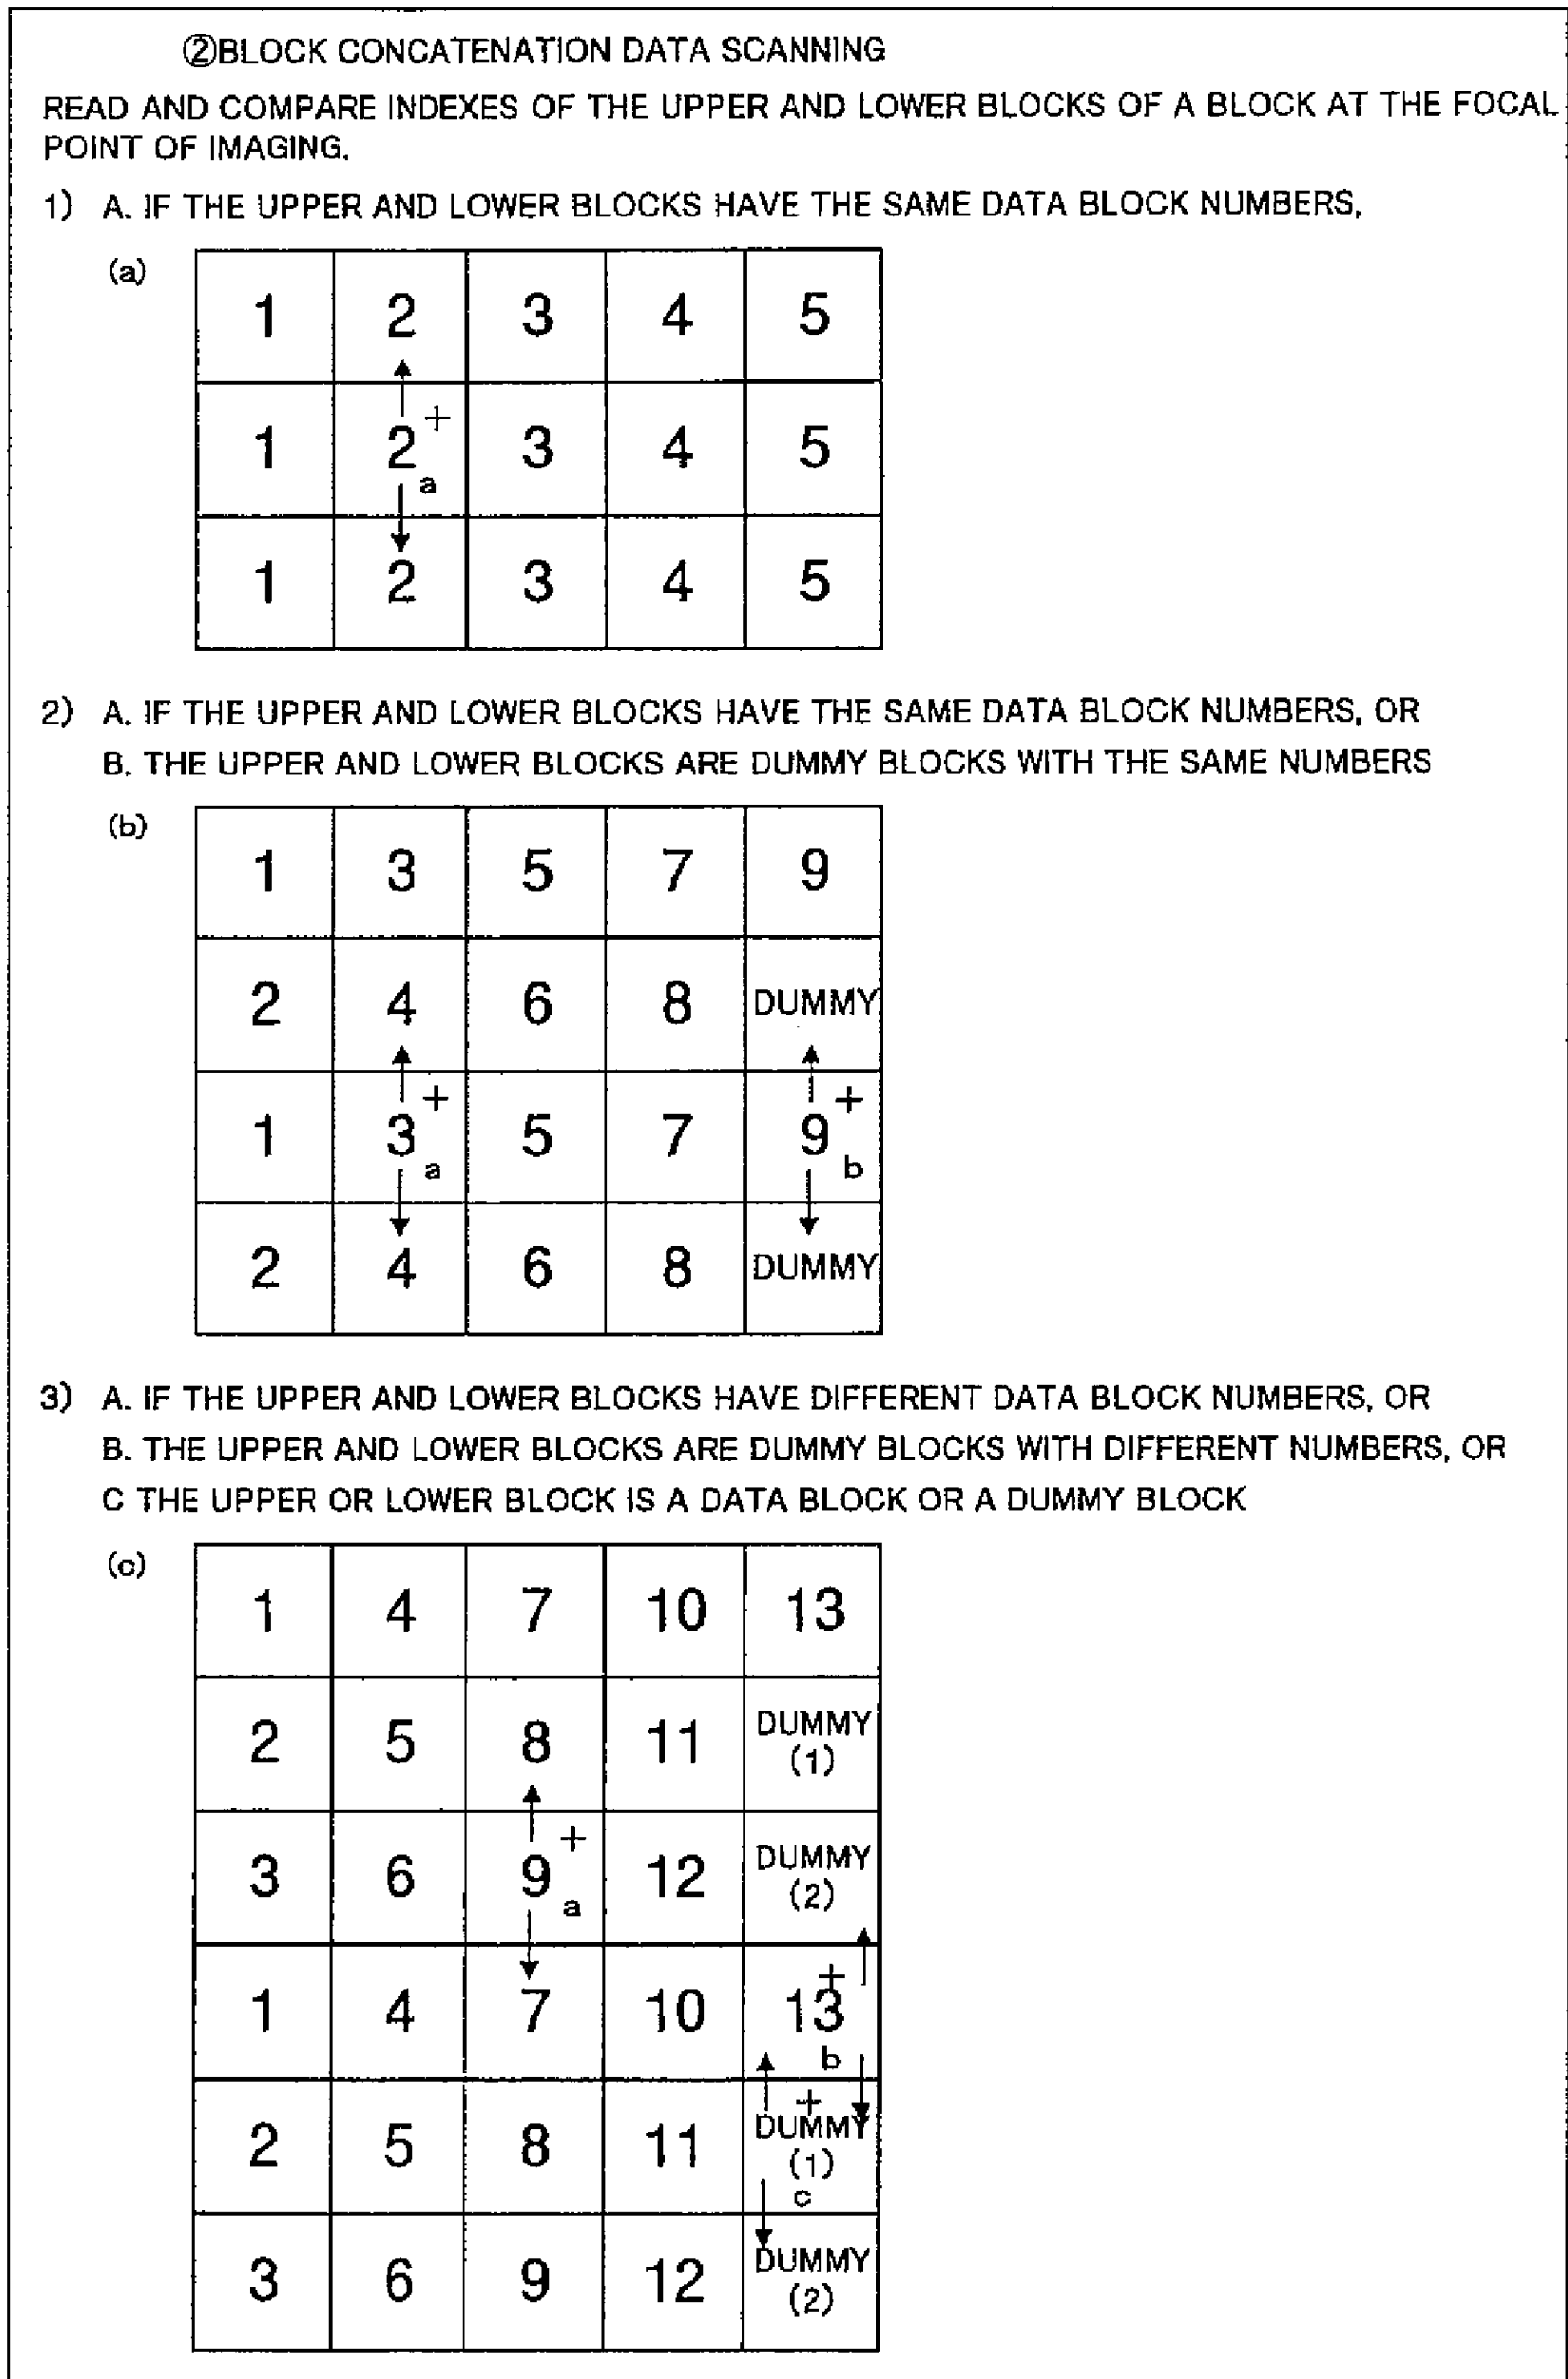 ②BLOCK CONCATENATION DATA SCANNING
READ AND COMPARE INDEXES OF THE UPPER AND LOWER BLOCKS OF A BLOCK AT THE FOCAL
POINT OF IMAGING.
1) A. IF THE UPPER AND LOWER BLOCKS HAVE THE SAME DATA BLOCK NUMBERS,
(a)
1 2 3 4 5
1 2 + 3 4 5
a
1 2 3 4 5
2) A. IF THE UPPER AND LOWER BLOCKS HAVE THE SAME DATA BLOCK NUMBERS, OR
B. THE UPPER AND LOWER BLOCKS ARE DUMMY BLOCKS WITH THE SAME NUMBERS
(b)
1 3 5 7 9
2 4 6 8 DUMMY
+ +
1 3 5 7 9
a b
2 4 6 8 DUMMY
3) A. IF THE UPPER AND LOWER BLOCKS HAVE DIFFERENT DATA BLOCK NUMBERS, OR
B. THE UPPER AND LOWER BLOCKS ARE DUMMY BLOCKS WITH DIFFERENT NUMBERS, OR
C THE UPPER OR LOWER BLOCK IS A DATA BLOCK OR A DUMMY BLOCK
(c)
1 4 7 10 13
2 5 8 11 DUMMY
(1)
+
3 6 9 12 DUMMY
(2)
a
+
1 4 7 10 13
b
+
2 5 8 11 DUMMY
(1)
c
3 6 9 12 DUMMY
(2)